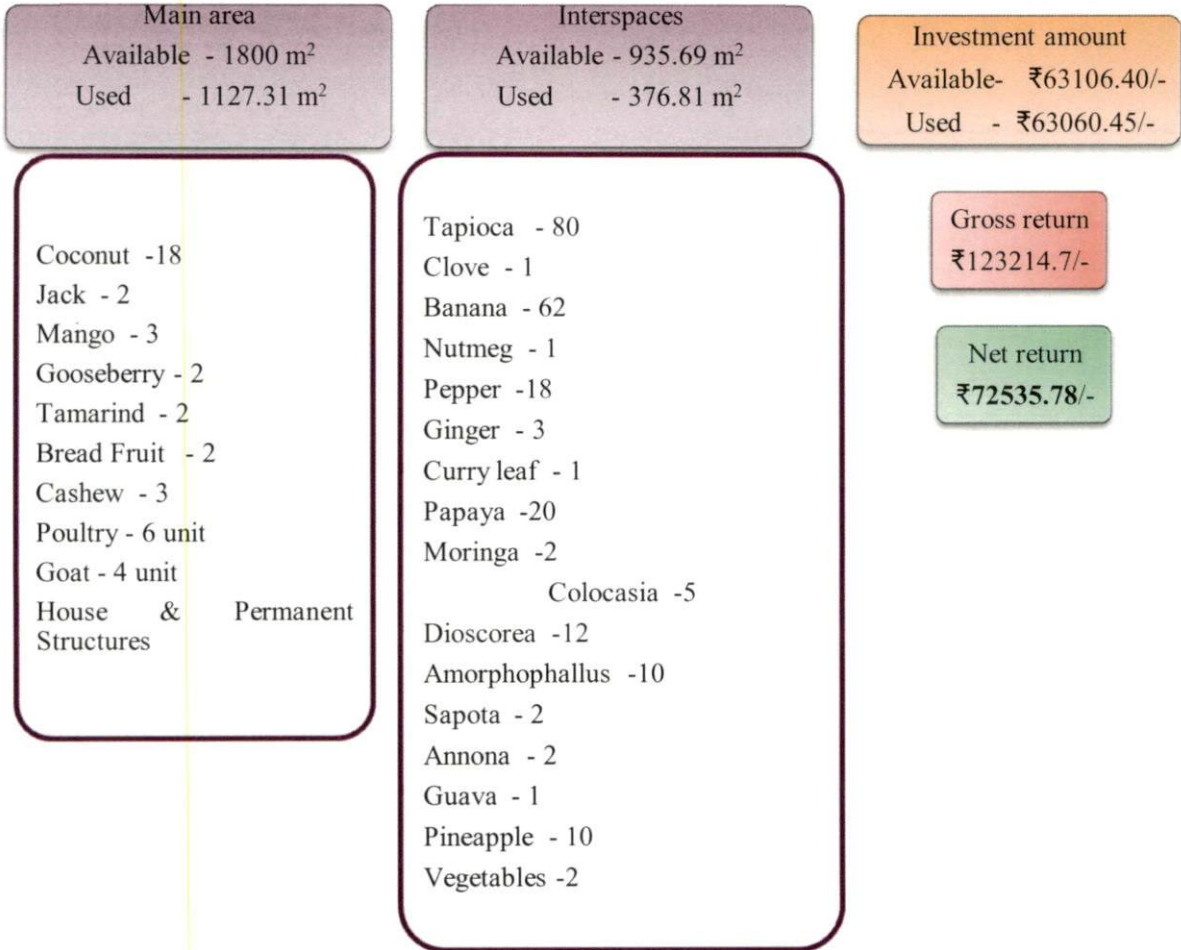 Main area
Available - 1800 m²
Used - 1127.31 m²
Interspaces
Available - 935.69 m²
Used - 376.81 m²
Investment amount
Available- ₹63106.40/-
Used - ₹63060.45/-
Coconut -18
Jack - 2
Mango - 3
Gooseberry - 2
Tamarind - 2
Bread Fruit - 2
Cashew - 3
Poultry - 6 unit
Goat - 4 unit
House & Permanent
Structures
Tapioca - 80
Clove - 1
Banana - 62
Nutmeg - 1
Pepper -18
Ginger - 3
Curry leaf - 1
Papaya -20
Moringa -2
Colocasia -5
Dioscorea -12
Amorphophallus -10
Sapota - 2
Annona - 2
Guava - 1
Pineapple - 10
Vegetables -2
Gross return
₹123214.7/-
Net return
₹72535.78/-